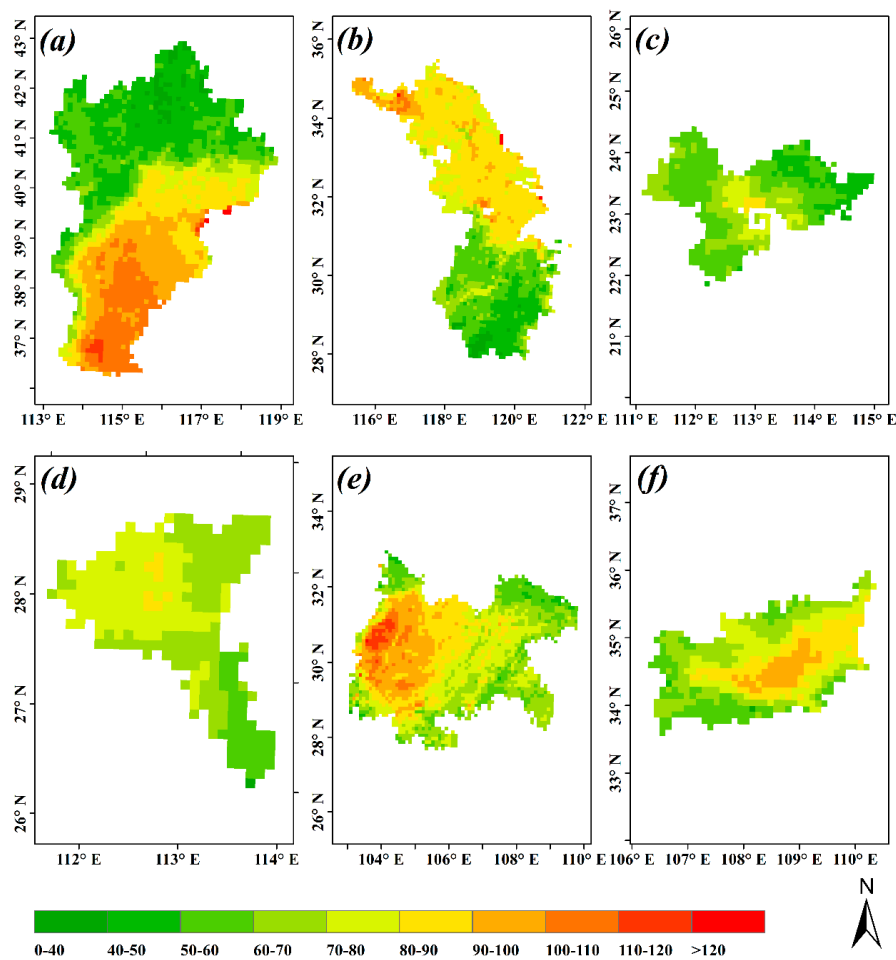 (a)
43° N
42° N
41° N
40° N
39° N
38° N
37° N
113° E 115° E 117° E 119° E
(b)
36° N
34° N
32° N
30° N
28° N
116° E 118° E 120° E 122° E
(c)
26° N
25° N
24° N
23° N
22° N
21° N
111° E 112° E 113° E 114° E 115° E
(d)
29° N
28° N
27° N
26° N
112° E 113° E 114° E
(e)
34° N
32° N
30° N
28° N
26° N
104° E 106° E 108° E 110° E
(f)
37° N
36° N
35° N
34° N
33° N
106° E 107° E 108° E 109° E 110° E
N
0-40 40-50 50-60 60-70 70-80 80-90 90-100 100-110 110-120 >120